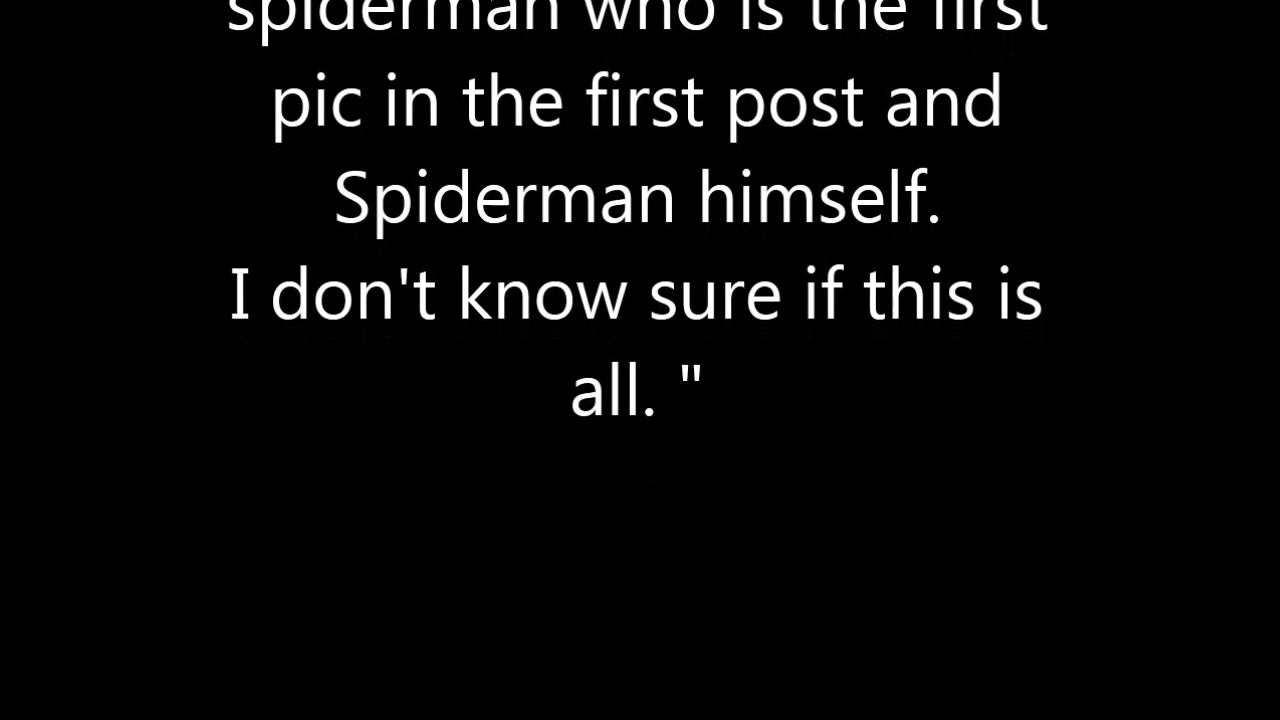 spiderman who is the first
pic in the first post and
Spiderman himself.
I don't know sure if this is
all. "